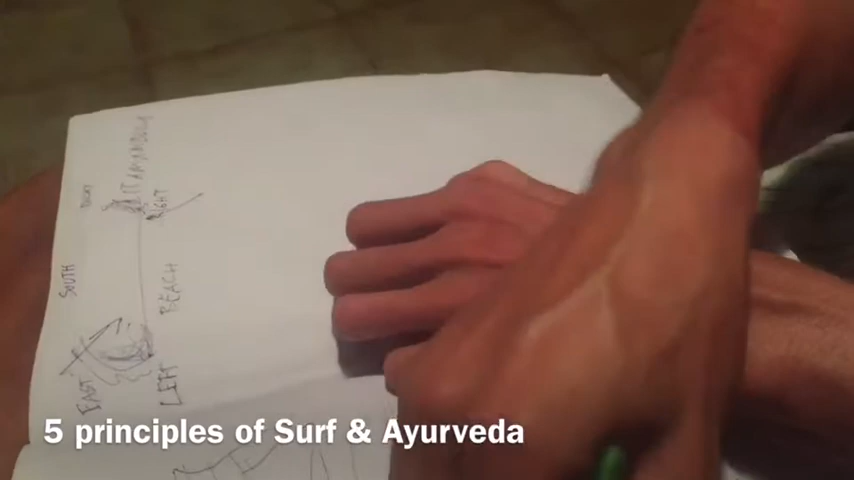 SOUTH
RIGHT
BEACH
EAST
LEFT
5 principles of Surf & Ayurveda